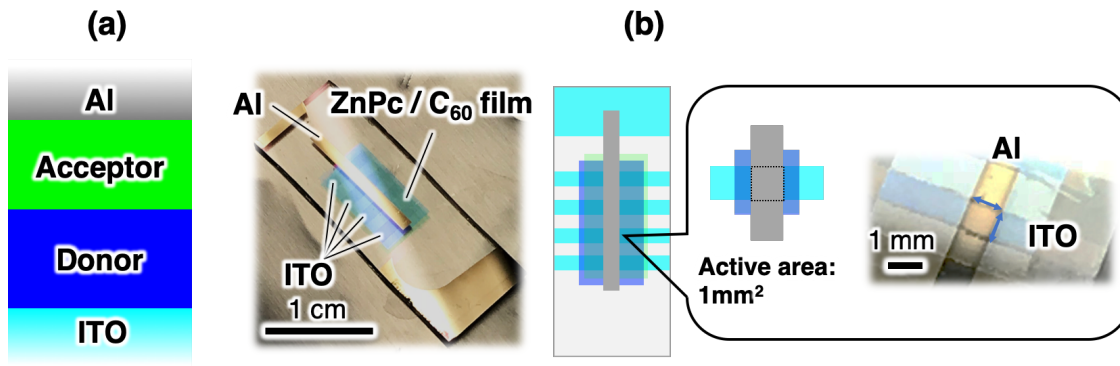 (a)
Al
Acceptor
Donor
ITO
Al
ZnPc / C₆₀ film
ITO
1 cm
(b)
Active area:
1mm²
Al
ITO
1 mm